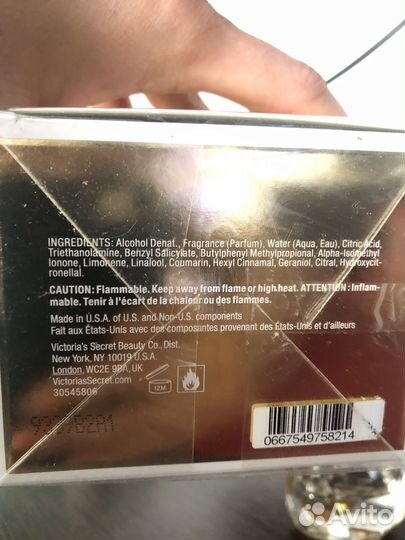 INGREDIENTS: Alcohol Denat., Fragrance (Parfum), Water (Aqua, Eau), Citric Acid,
Triethanolamine, Benzyl Salicylate, Butylphenyl Methylpropional, Alpha-Isomethyl
Ionone, Limonene, Linalool, Coumarin, Hexyl Cinnamal, Geraniol, Citral, Hydroxycit-
ronellal.
CAUTION: Flammable. Keep away from flame or high heat. ATTENTION: Inflam-
mable. Tenir à l'écart de la chaleur ou des flammes.
Made in U.S.A. of U.S. and Non-U.S. components
Fait aux États-Unis avec des composantes provenant des États-Unis et d'ailleurs
Victoria's Secret Beauty Co., Dist.
New York, NY 10019 U.S.A.
London, WC2E 9RA, UK
VictoriasSecret.com
30545806
12M
0667549758214
Avito